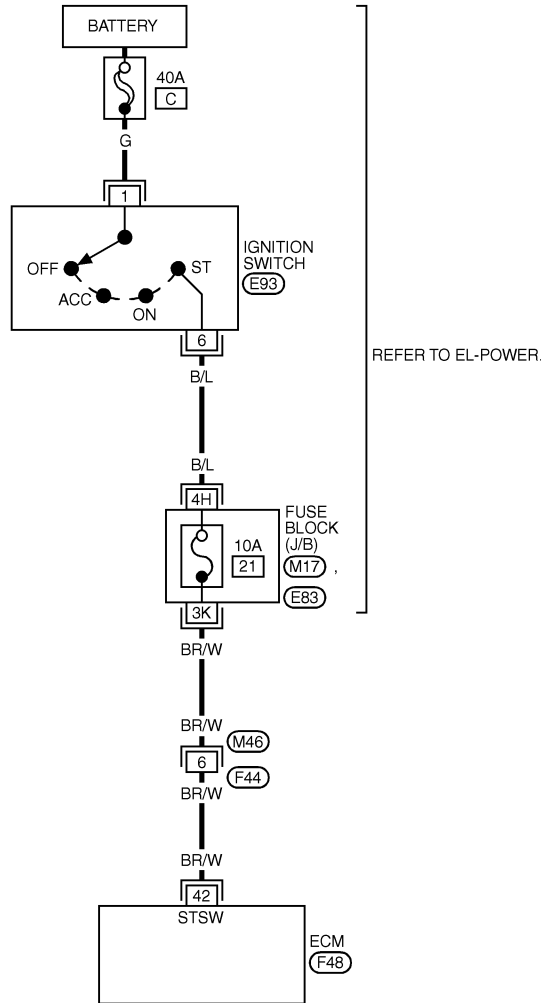 BATTERY
40A
C
G
1
OFF
ACC
ON
ST
IGNITION
SWITCH
E93
6
B/L
REFER TO EL-POWER.
B/L
4H
10A
21
FUSE
BLOCK
(J/B)
M17 ,
E83
3K
BR/W
BR/W
M46
6
F44
BR/W
BR/W
42
STSW
ECM
F48